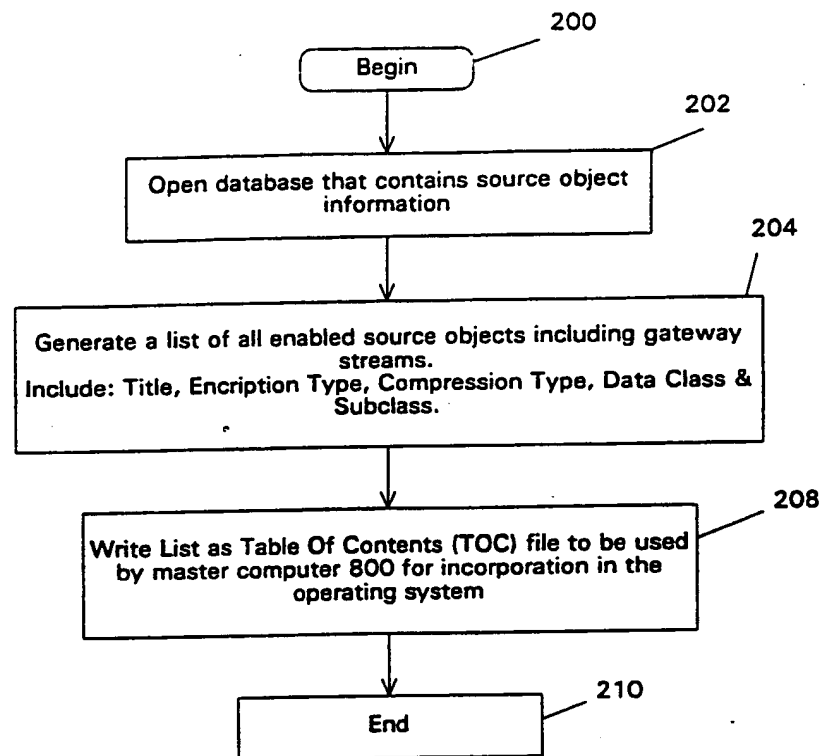 200
Begin
202
Open database that contains source object
information
204
Generate a list of all enabled source objects including gateway
streams.
Include: Title, Encription Type, Compression Type, Data Class &
Subclass.
208
Write List as Table Of Contents (TOC) file to be used
by master computer 800 for incorporation in the
operating system
210
End